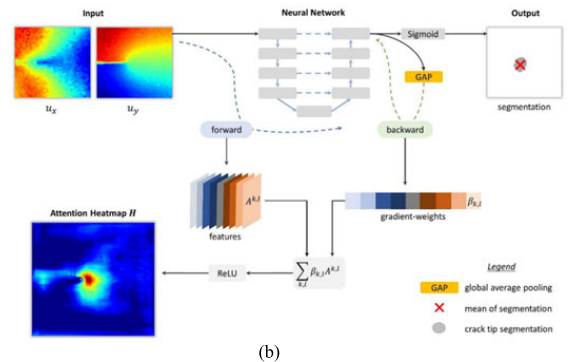 Input
Neural Network
Output
u_x
u_y
Sigmoid
GAP
segmentation
forward
backward
A^{k,l}
features
β_{k,l}
gradient-weights
Attention Heatmap H
ReLU
∑_{k,l} β_{k,l} A^{k,l}
Legend
GAP global average pooling
mean of segmentation
crack tip segmentation
(b)